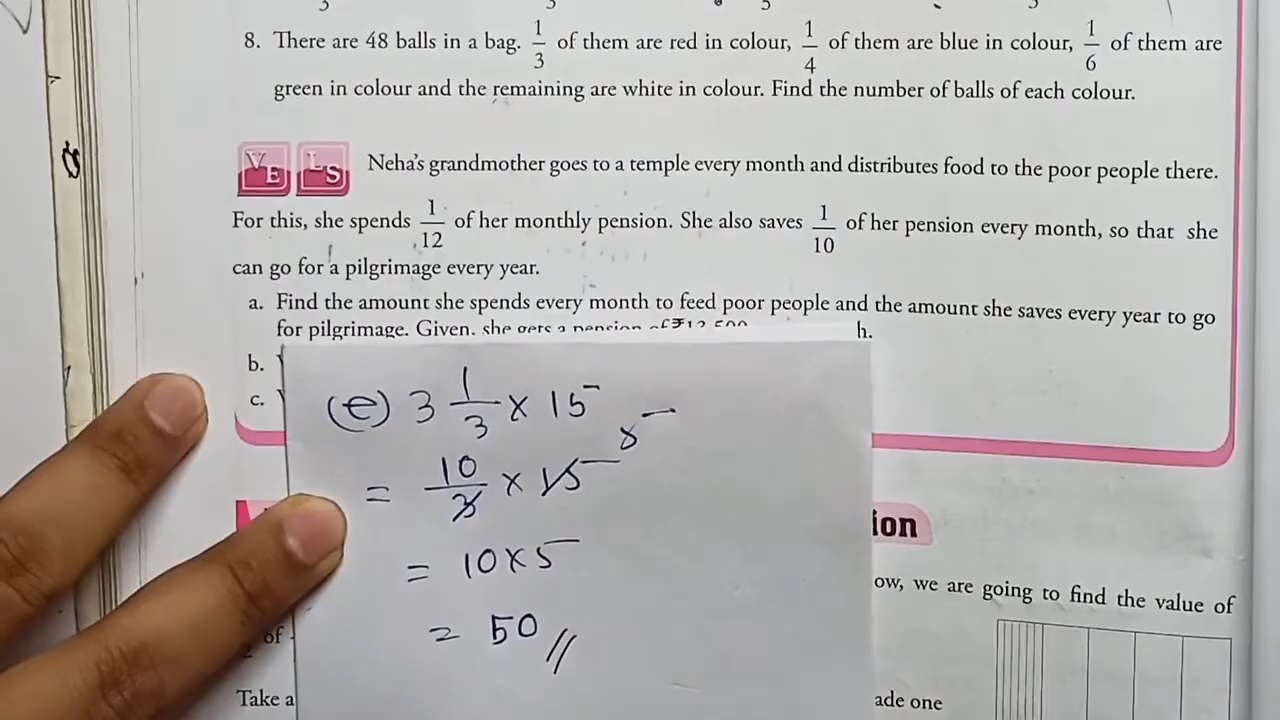 8. There are 48 balls in a bag. 1/3 of them are red in colour, 1/4 of them are blue in colour, 1/6 of them are
green in colour and the remaining are white in colour. Find the number of balls of each colour.
VE LS Neha's grandmother goes to a temple every month and distributes food to the poor people there.
For this, she spends 1/12 of her monthly pension. She also saves 1/10 of her pension every month, so that she
can go for a pilgrimage every year.
a. Find the amount she spends every month to feed poor people and the amount she saves every year to go
for pilgrimage. Given, she gets a pension of ₹12,500 h.
b.
c.
(e) 3 1/3 × 15
5
= 10/3 × 15
= 10 × 5
= 50 //
ion
ow, we are going to find the value of
of
Take a
ade one